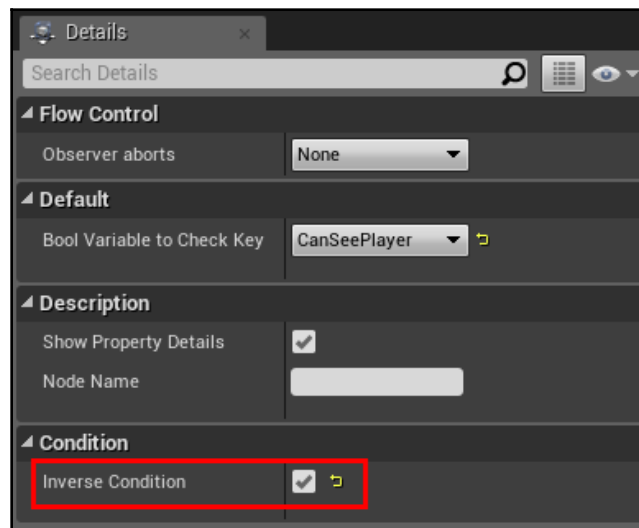 Details
Search Details
Flow Control
Observer aborts None
Default
Bool Variable to Check Key CanSeePlayer
Description
Show Property Details
Node Name
Condition
Inverse Condition